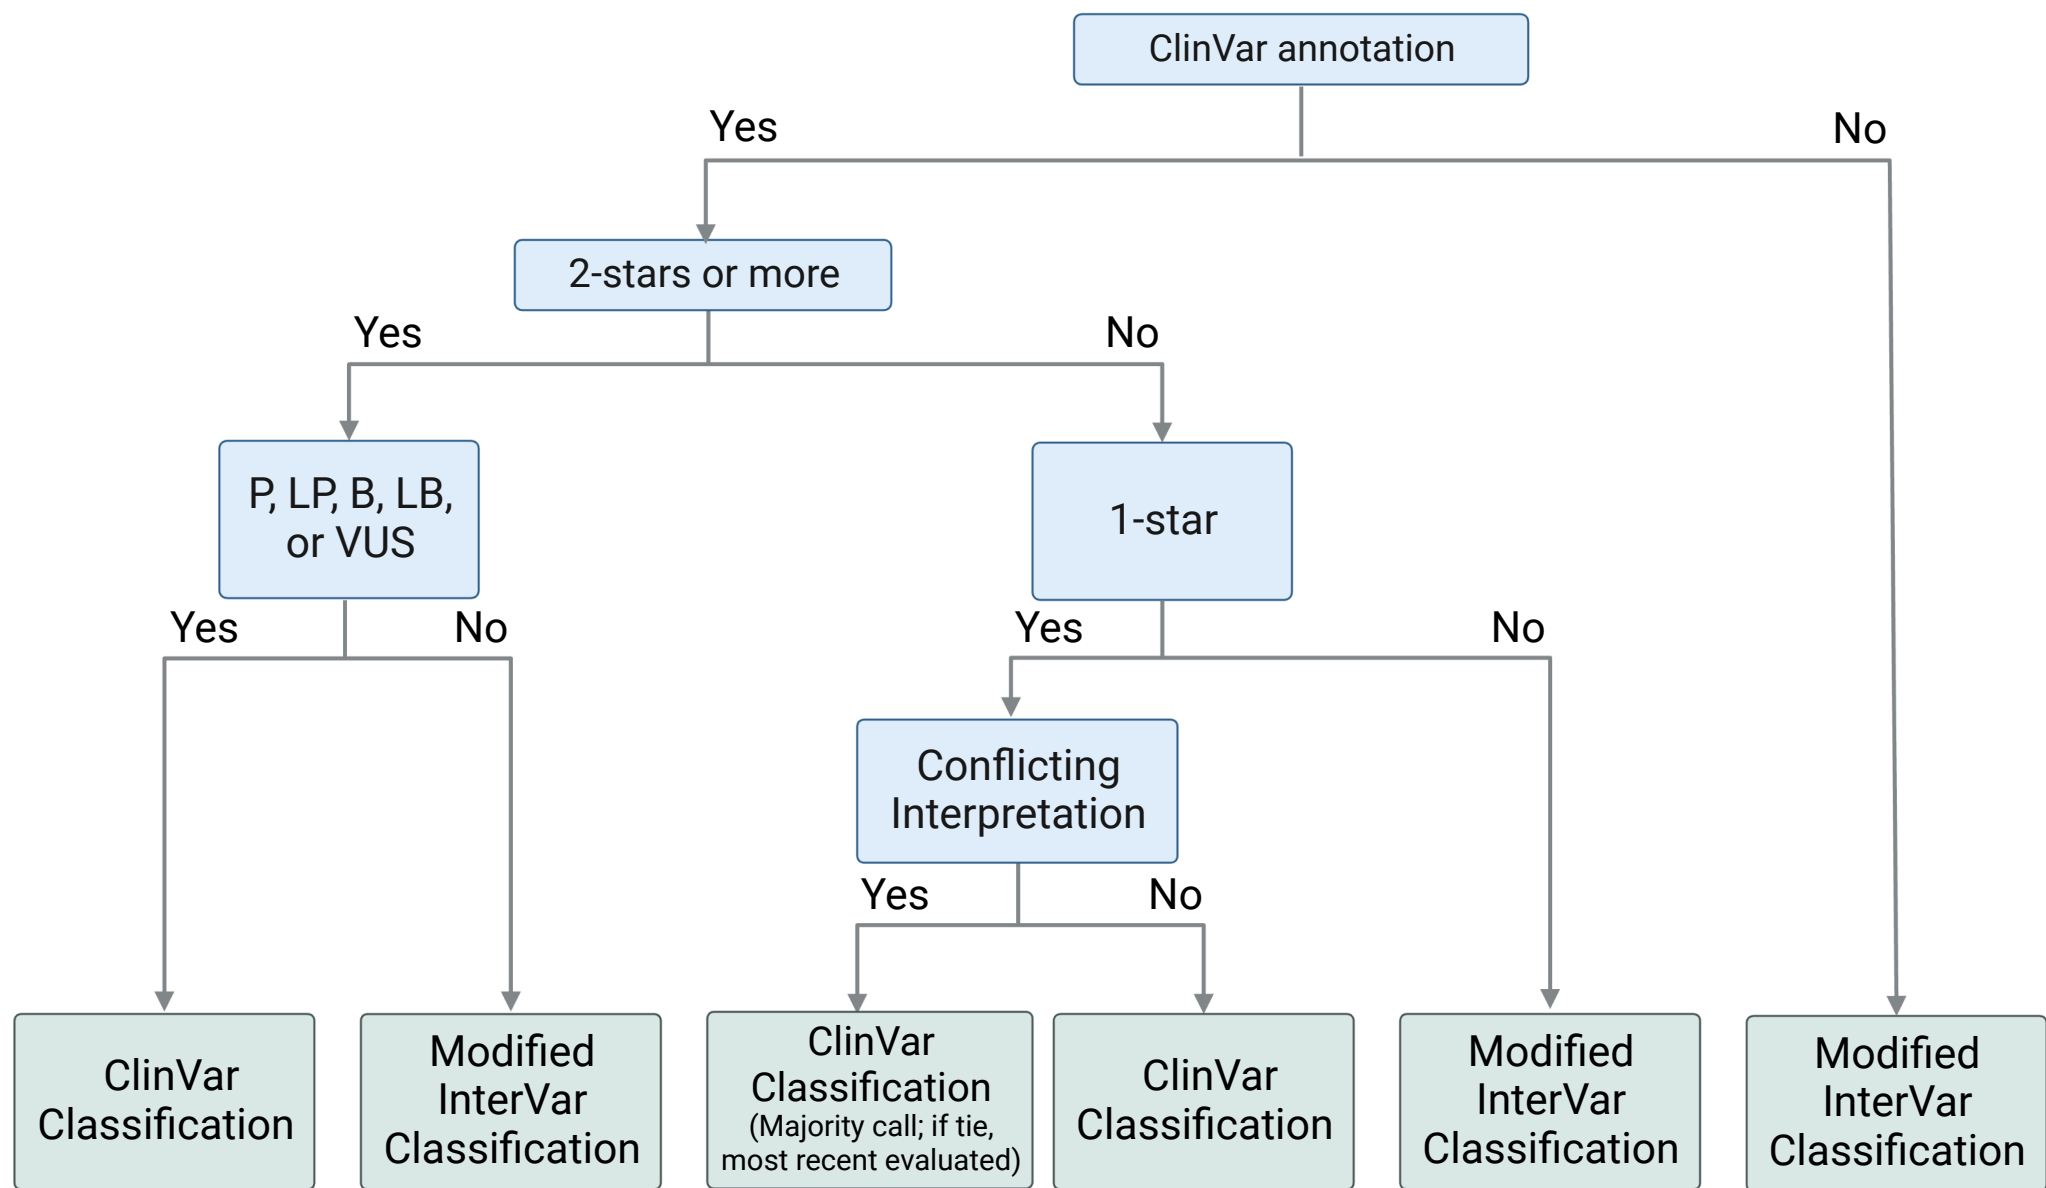 ClinVar annotation
Yes
No
2-stars or more
Yes
No
P, LP, B, LB,
or VUS
1-star
Yes
No
Yes
No
Conflicting
Interpretation
Yes
No
ClinVar
Classification
Modified
InterVar
Classification
ClinVar
Classification
(Majority call; if tie,
most recent evaluated)
ClinVar
Classification
Modified
InterVar
Classification
Modified
InterVar
Classification